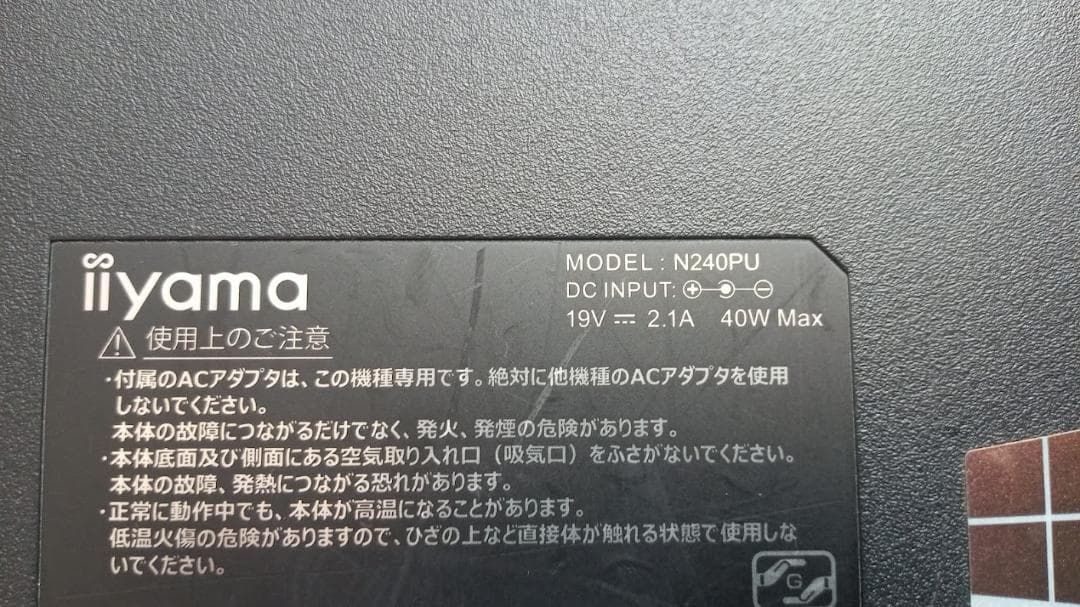 iiyama
MODEL : N240PU
DC INPUT: ⊕─◉─⊖
19V ⎓ 2.1A 40W Max
⚠ 使用上のご注意
・付属のACアダプタは、この機種専用です。絶対に他機種のACアダプタを使用
しないでください。
本体の故障につながるだけでなく、発火、発煙の危険があります。
・本体底面及び側面にある空気取り入れ口（吸気口）をふさがないでください。
本体の故障、発熱につながる恐れがあります。
・正常に動作中でも、本体が高温になることがあります。
低温火傷の危険がありますので、ひざの上など直接体が触れる状態で使用しな
いでください。
G